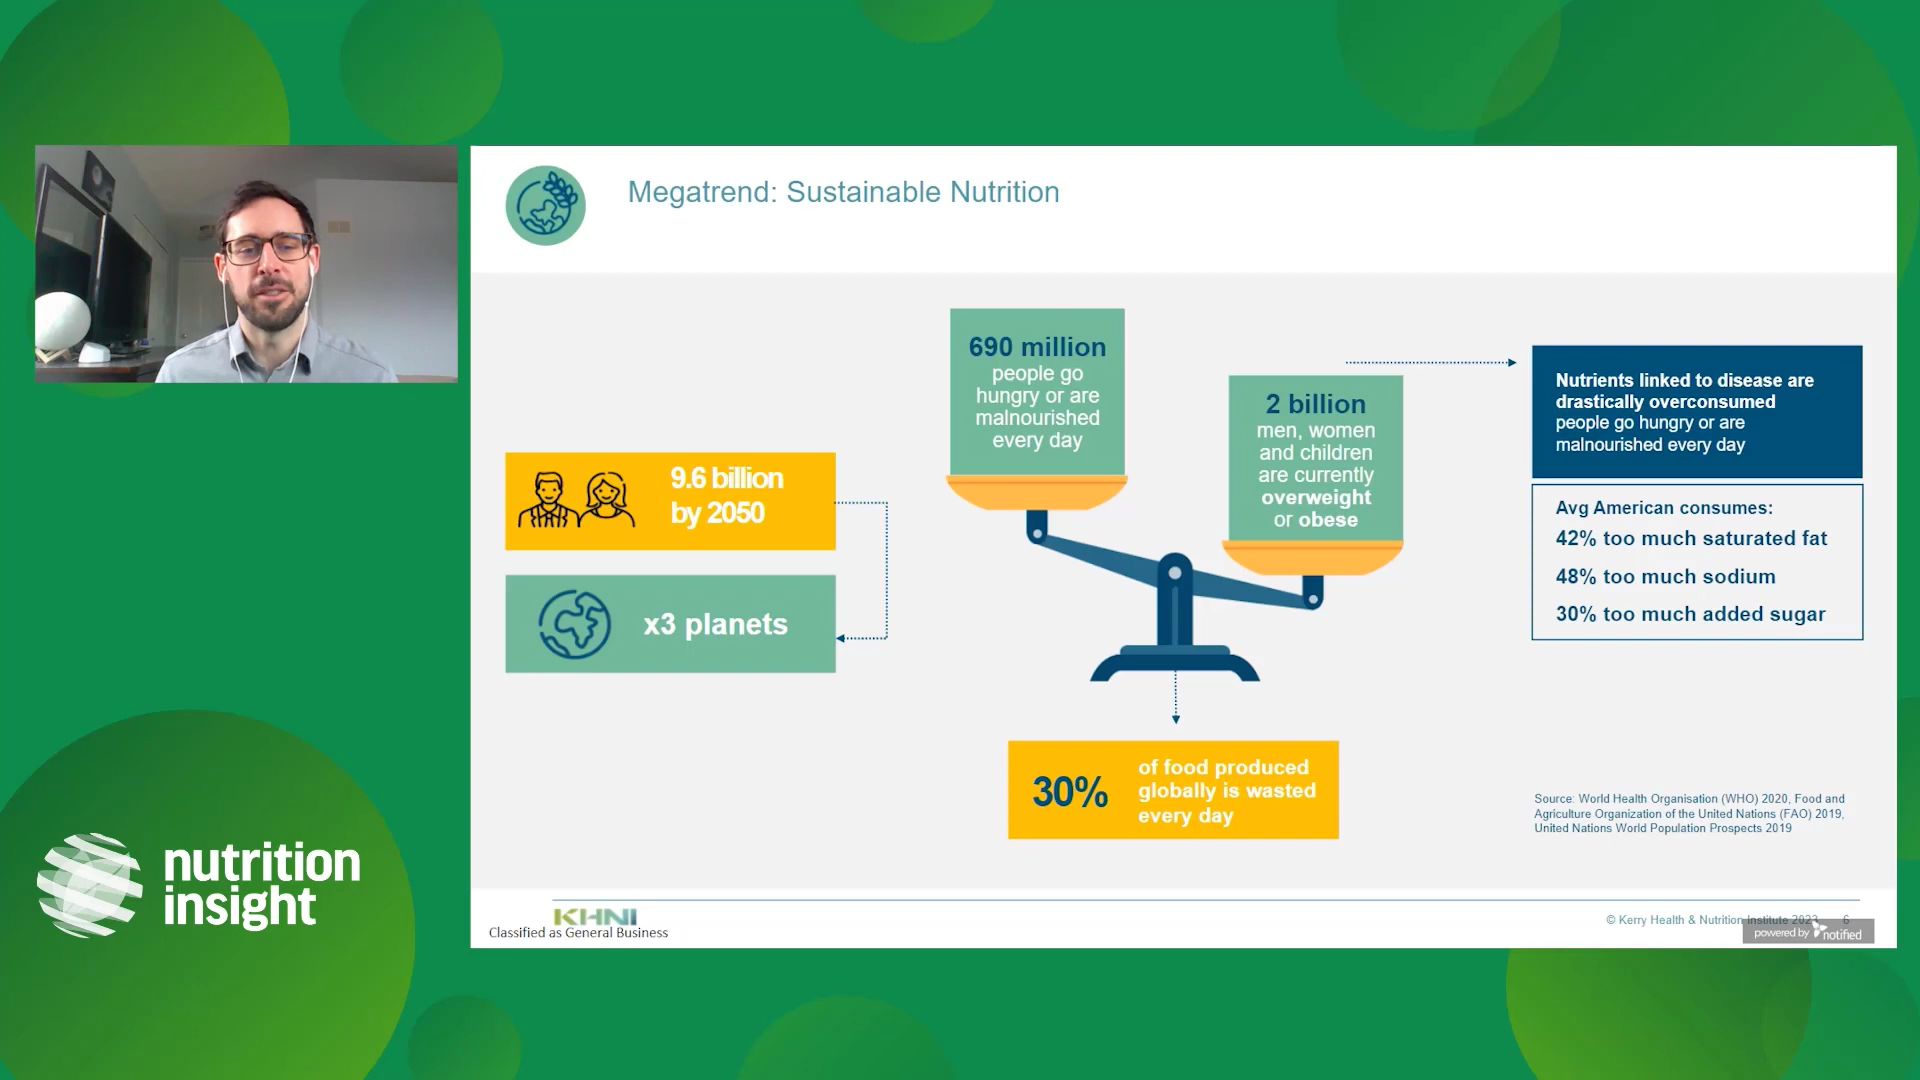 Megatrend: Sustainable Nutrition
9.6 billion
by 2050
x3 planets
690 million
people go
hungry or are
malnourished
every day
2 billion
men, women
and children
are currently
overweight
or obese
30%
of food produced
globally is wasted
every day
Nutrients linked to disease are
drastically overconsumed
people go hungry or are
malnourished every day
Avg American consumes:
42% too much saturated fat
48% too much sodium
30% too much added sugar
Source: World Health Organisation (WHO) 2020, Food and
Agriculture Organization of the United Nations (FAO) 2019,
United Nations World Population Prospects 2019
nutrition
insight
KHNI
Classified as General Business
© Kerry Health & Nutrition Institute 2023 6
powered by notified